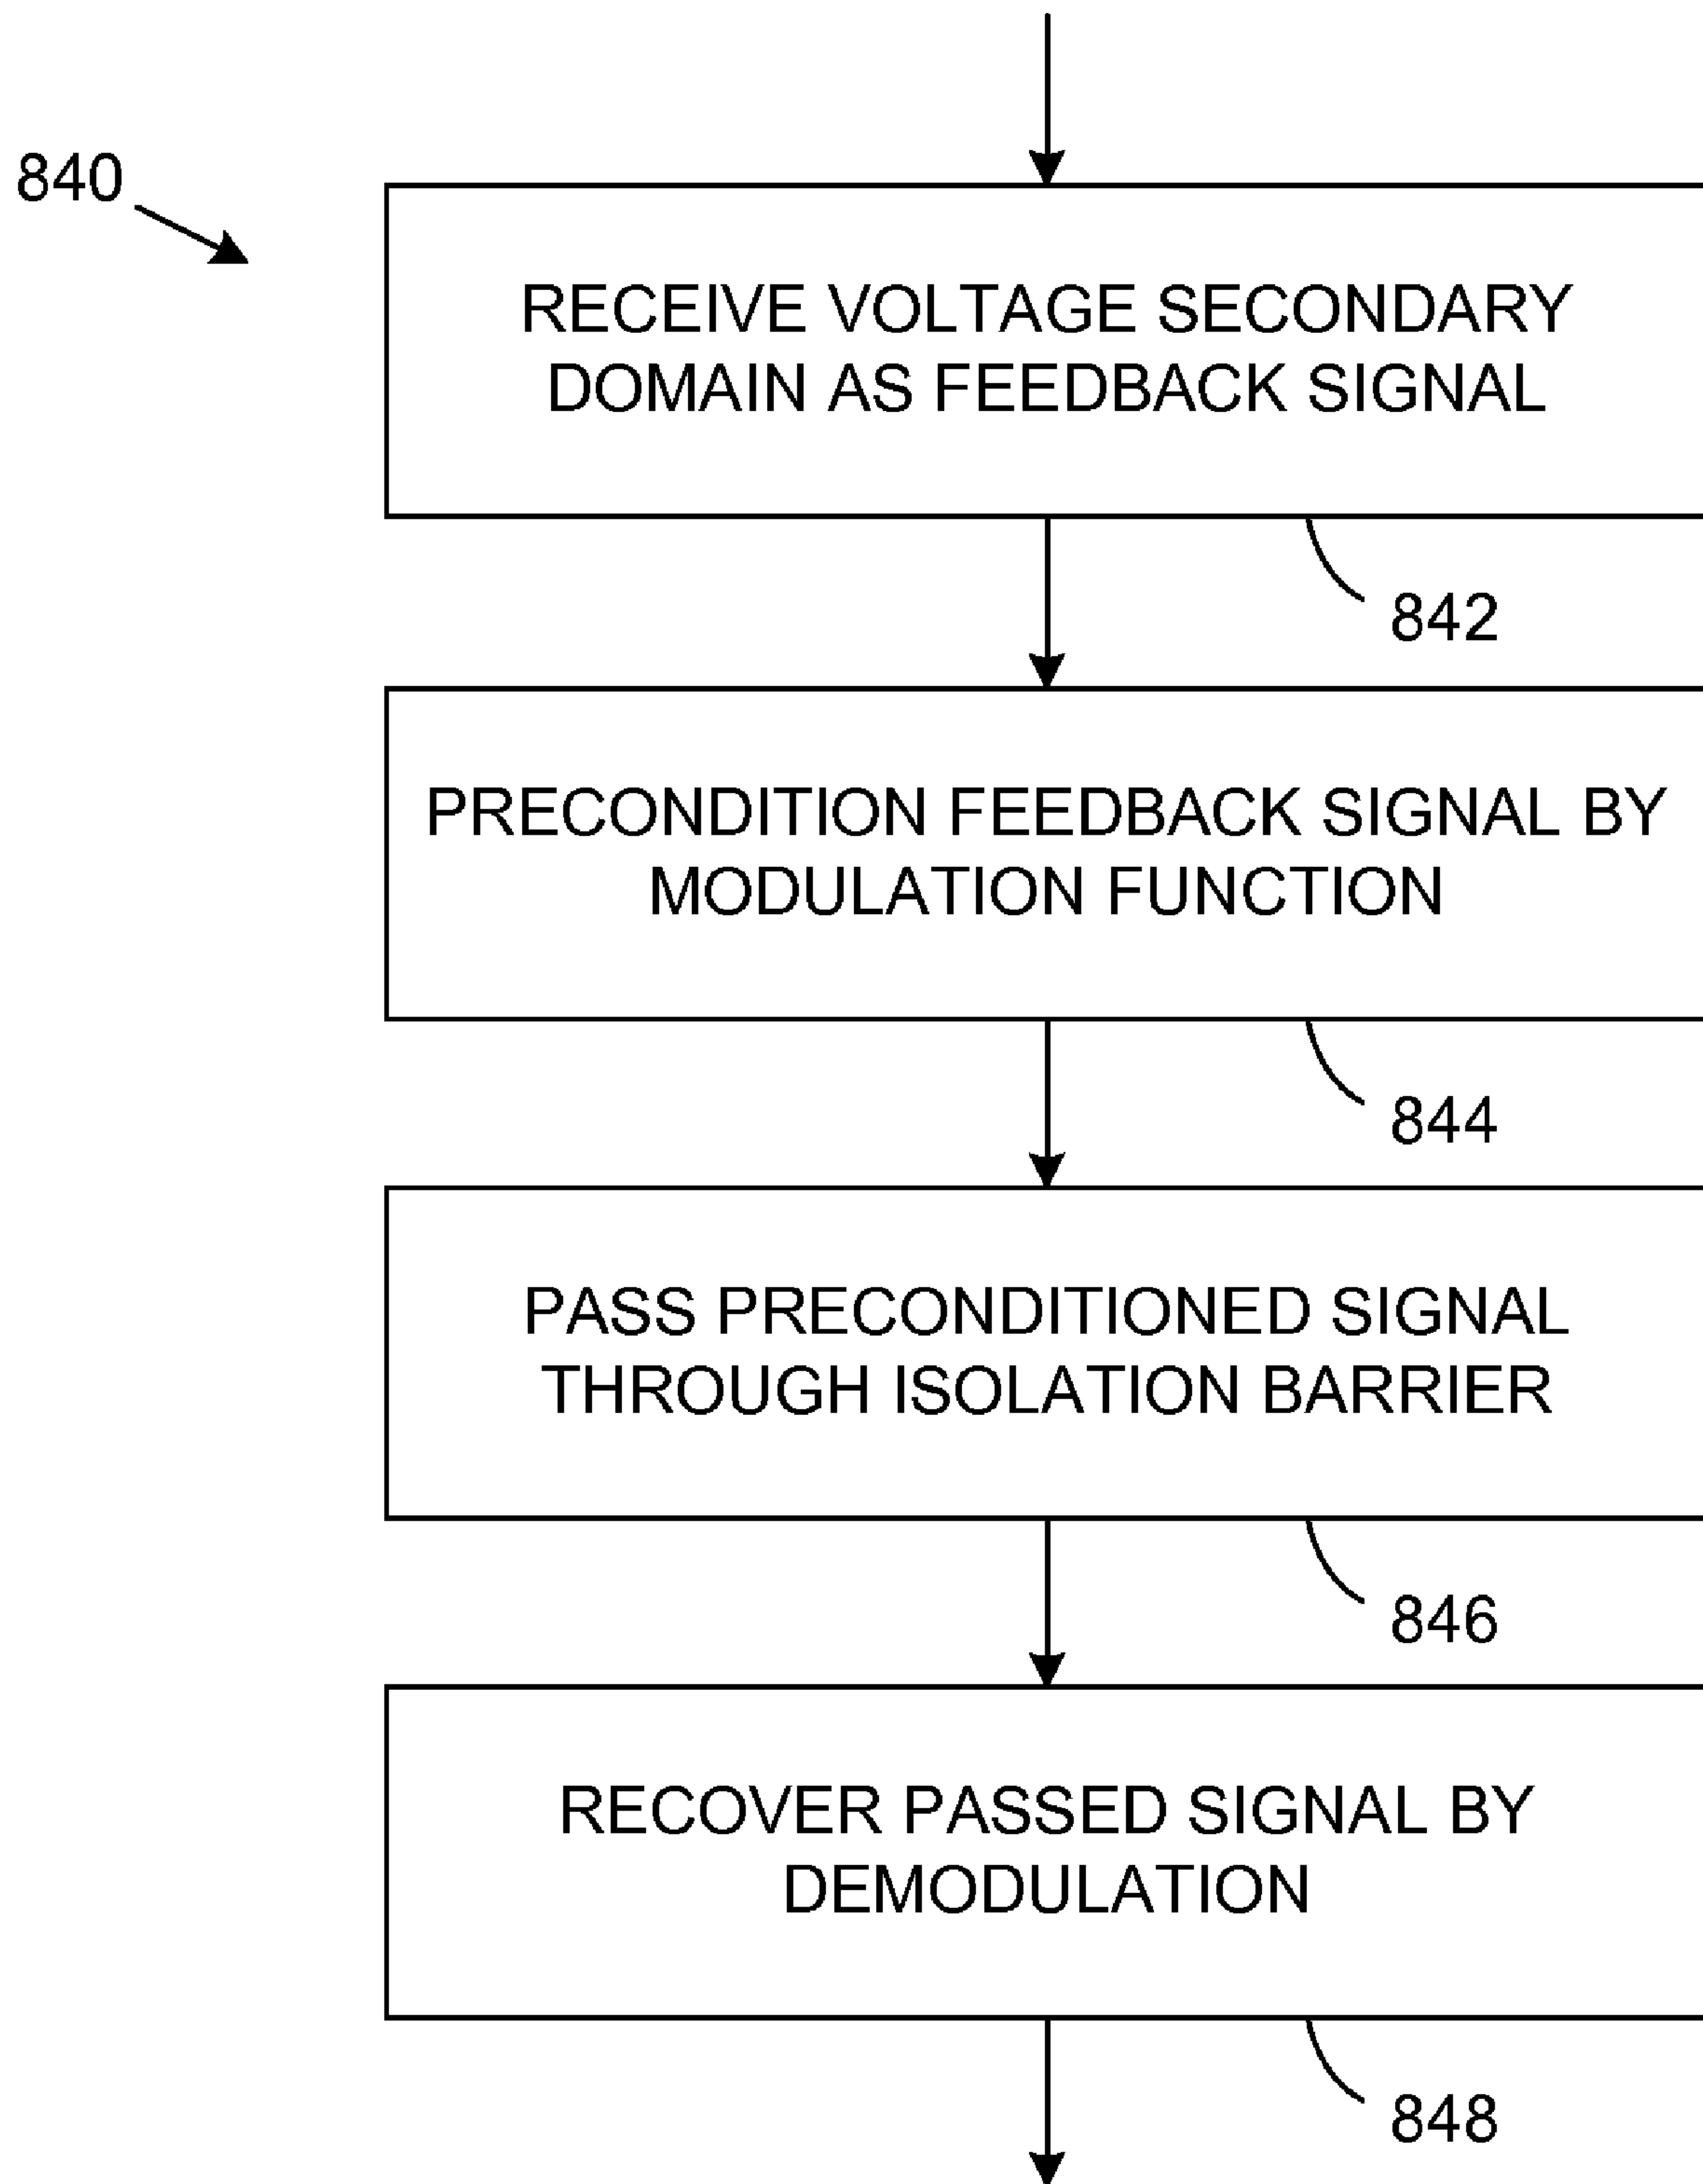 840
RECEIVE VOLTAGE SECONDARY
DOMAIN AS FEEDBACK SIGNAL
842
PRECONDITION FEEDBACK SIGNAL BY
MODULATION FUNCTION
844
PASS PRECONDITIONED SIGNAL
THROUGH ISOLATION BARRIER
846
RECOVER PASSED SIGNAL BY
DEMODULATION
848